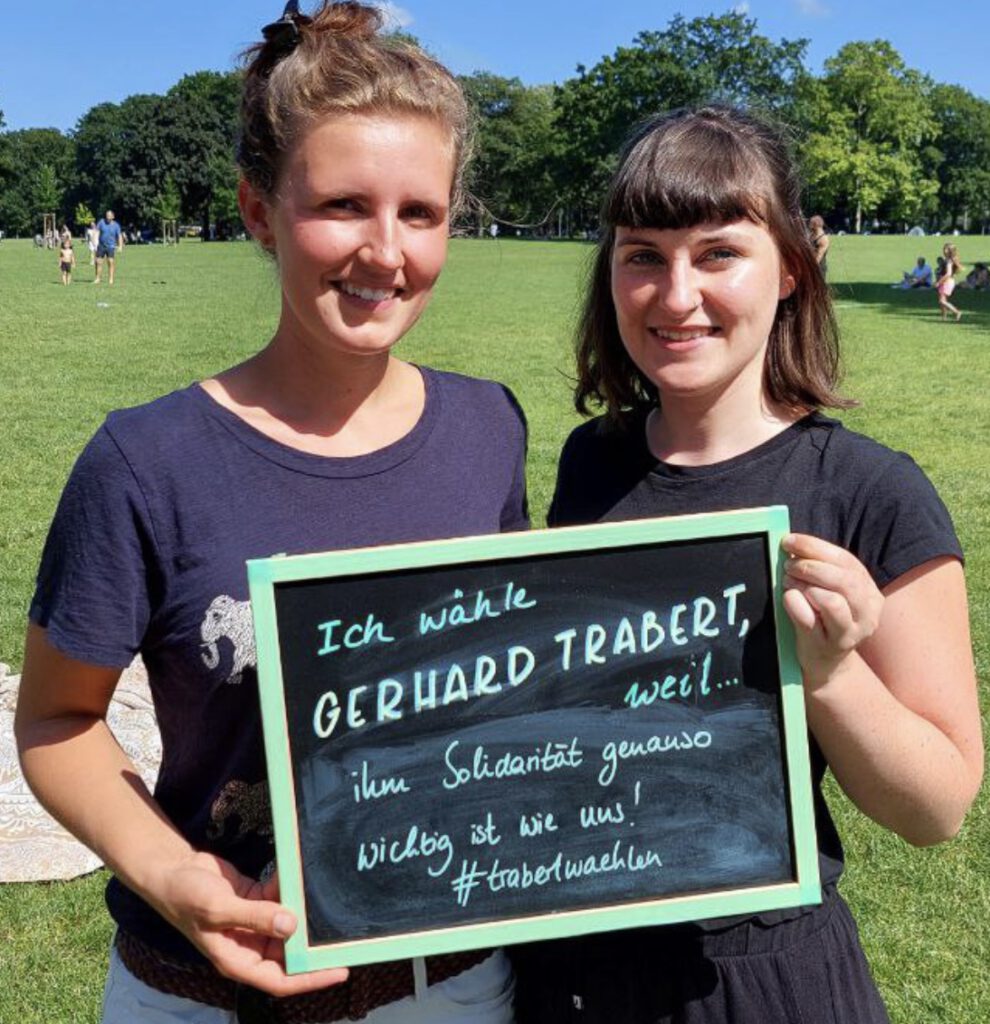 Ich wähle
GERHARD TRABERT,
weil...
ihm Solidarität genauso
wichtig ist wie uns!
#trabertwaehlen